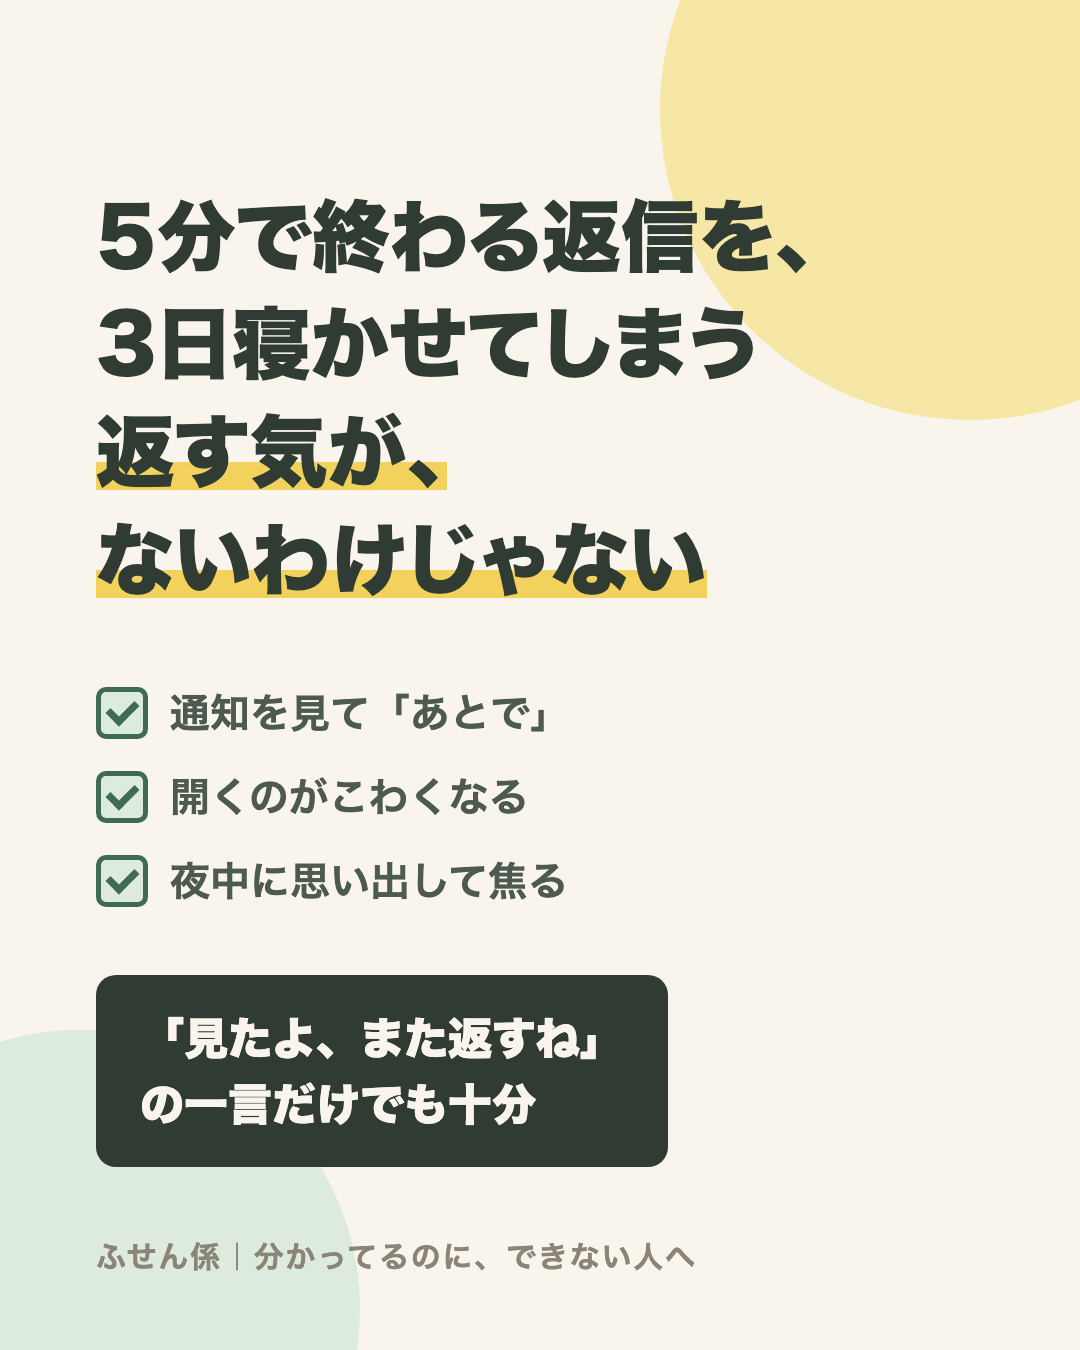 5分で終わる返信を、
3日寝かせてしまう
返す気が、
ないわけじゃない
通知を見て「あとで」
開くのがこわくなる
夜中に思い出して焦る
「見たよ、また返すね」
の一言だけでも十分
ふせん係｜分かってるのに、できない人へ